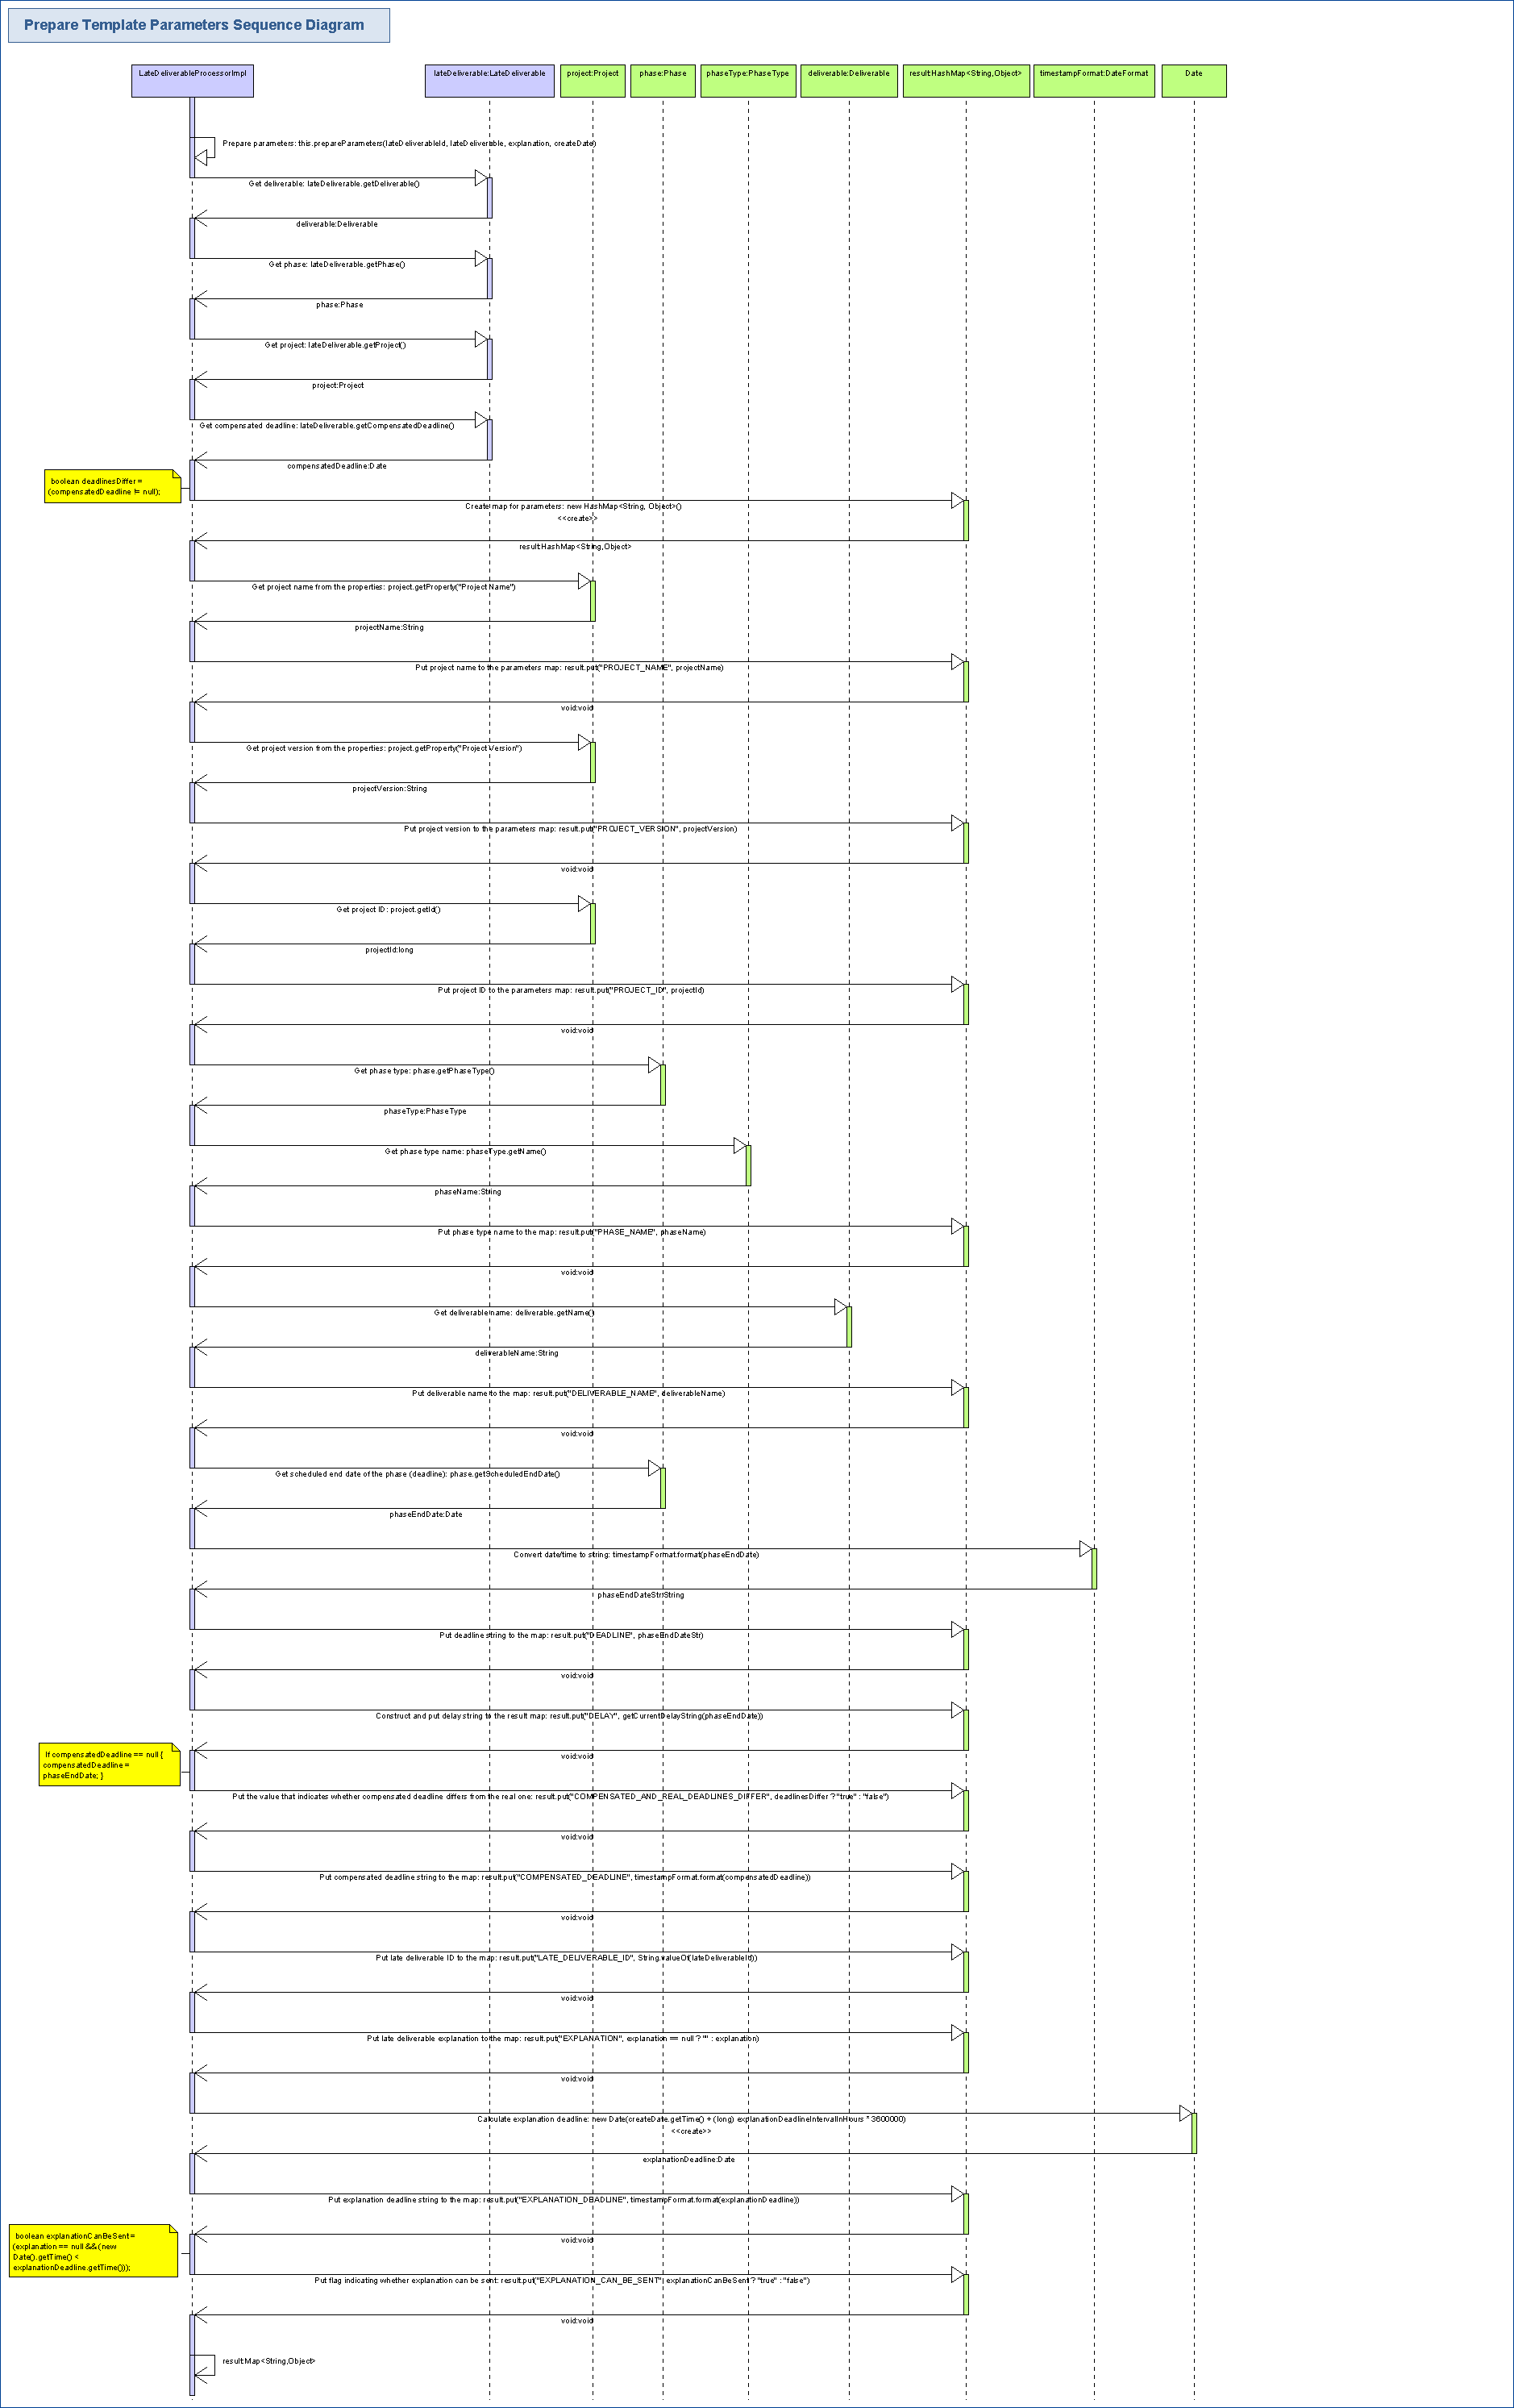 Prepare Template Parameters Sequence Diagram
LateDeliverableProcessorImpl
lateDeliverable:LateDeliverable
project:Project
phase:Phase
phaseType:PhaseType
deliverable:Deliverable
result:HashMap<String,Object>
timestampFormat:DateFormat
Date
Prepare parameters: this.prepareParameters(lateDeliverableId, lateDeliverable, explanation, createDate)
Get deliverable: lateDeliverable.getDeliverable()
deliverable:Deliverable
Get phase: lateDeliverable.getPhase()
phase:Phase
Get project: lateDeliverable.getProject()
project:Project
Get compensated deadline: lateDeliverable.getCompensatedDeadline()
compensatedDeadline:Date
boolean deadlinesDiffer =
(compensatedDeadline != null);
Create map for parameters: new HashMap<String, Object>()
<<create>>
result:HashMap<String,Object>
Get project name from the properties: project.getProperty("Project Name")
projectName:String
Put project name to the parameters map: result.put("PROJECT_NAME", projectName)
void:void
Get project version from the properties: project.getProperty("Project Version")
projectVersion:String
Put project version to the parameters map: result.put("PROJECT_VERSION", projectVersion)
void:void
Get project ID: project.getId()
projectId:long
Put project ID to the parameters map: result.put("PROJECT_ID", projectId)
void:void
Get phase type: phase.getPhaseType()
phaseType:PhaseType
Get phase type name: phaseType.getName()
phaseName:String
Put phase type name to the map: result.put("PHASE_NAME", phaseName)
void:void
Get deliverable name: deliverable.getName()
deliverableName:String
Put deliverable name to the map: result.put("DELIVERABLE_NAME", deliverableName)
void:void
Get scheduled end date of the phase (deadline): phase.getScheduledEndDate()
phaseEndDate:Date
Convert date/time to string: timestampFormat.format(phaseEndDate)
phaseEndDateStr:String
Put deadline string to the map: result.put("DEADLINE", phaseEndDateStr)
void:void
Construct and put delay string to the result map: result.put("DELAY", getCurrentDelayString(phaseEndDate))
void:void
If compensatedDeadline == null {
compensatedDeadline =
phaseEndDate; }
Put the value that indicates whether compensated deadline differs from the real one: result.put("COMPENSATED_AND_REAL_DEADLINES_DIFFER", deadlinesDiffer ? "true" : "false")
void:void
Put compensated deadline string to the map: result.put("COMPENSATED_DEADLINE", timestampFormat.format(compensatedDeadline))
void:void
Put late deliverable ID to the map: result.put("LATE_DELIVERABLE_ID", String.valueOf(lateDeliverableId))
void:void
Put late deliverable explanation to the map: result.put("EXPLANATION", explanation == null ? "" : explanation)
void:void
Calculate explanation deadline: new Date(createDate.getTime() + (long) explanationDeadlineIntervalInHours * 3600000)
<<create>>
explanationDeadline:Date
Put explanation deadline string to the map: result.put("EXPLANATION_DEADLINE", timestampFormat.format(explanationDeadline))
void:void
boolean explanationCanBeSent =
(explanation == null && (new
Date().getTime() <
explanationDeadline.getTime()));
Put flag indicating whether explanation can be sent: result.put("EXPLANATION_CAN_BE_SENT", explanationCanBeSent ? "true" : "false")
void:void
result:Map<String,Object>